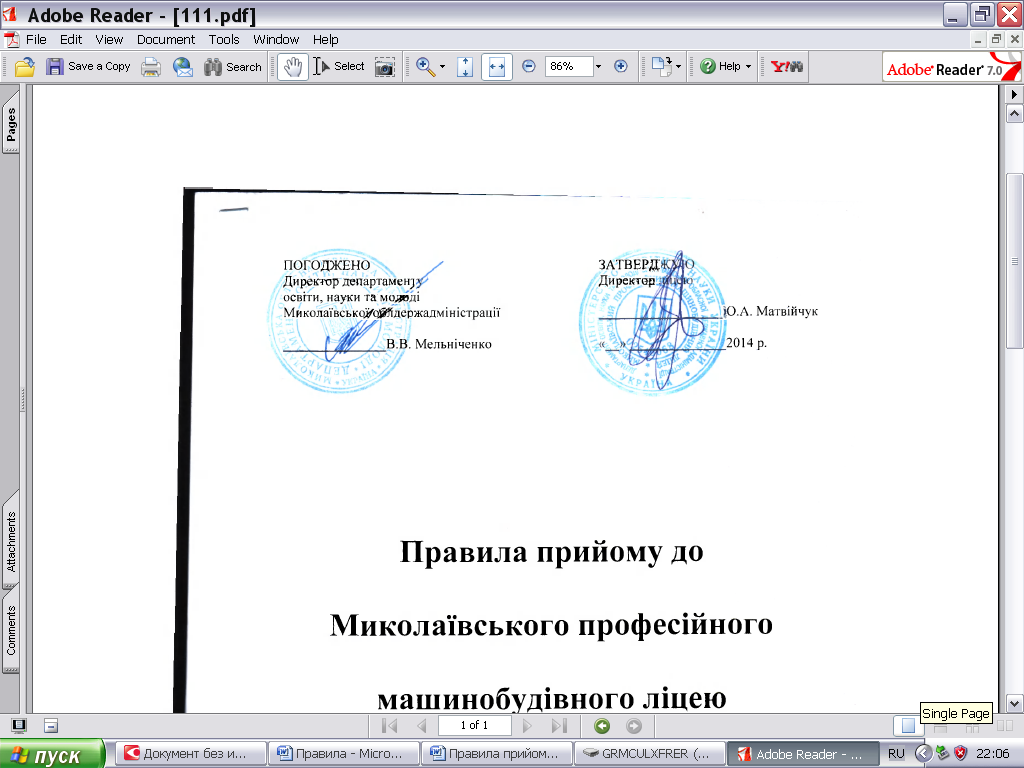 Adobe Reader - [111.pdf]
File Edit View Document Tools Window Help
Save a Copy Search Select 86% Help Y! Adobe Reader 7.0
Pages
ПОГОДЖЕНО
Директор департаменту
освіти, науки та молоді
Миколаївської облдержадміністрації
В.В. Мельніченко
ЗАТВЕРДЖУЮ
Директор ліцею
Ю.А. Матвійчук
«__» 2014 р.
УКРАЇНА
Правила прийому до
Миколаївського професійного
машинобудівного ліцею
Attachments
Comments
1 of 1
Single Page
пуск Документ без и... Правила - Micro... Правила прийом... GRMCULXFRER (... Adobe Reader - ... RU 22:06